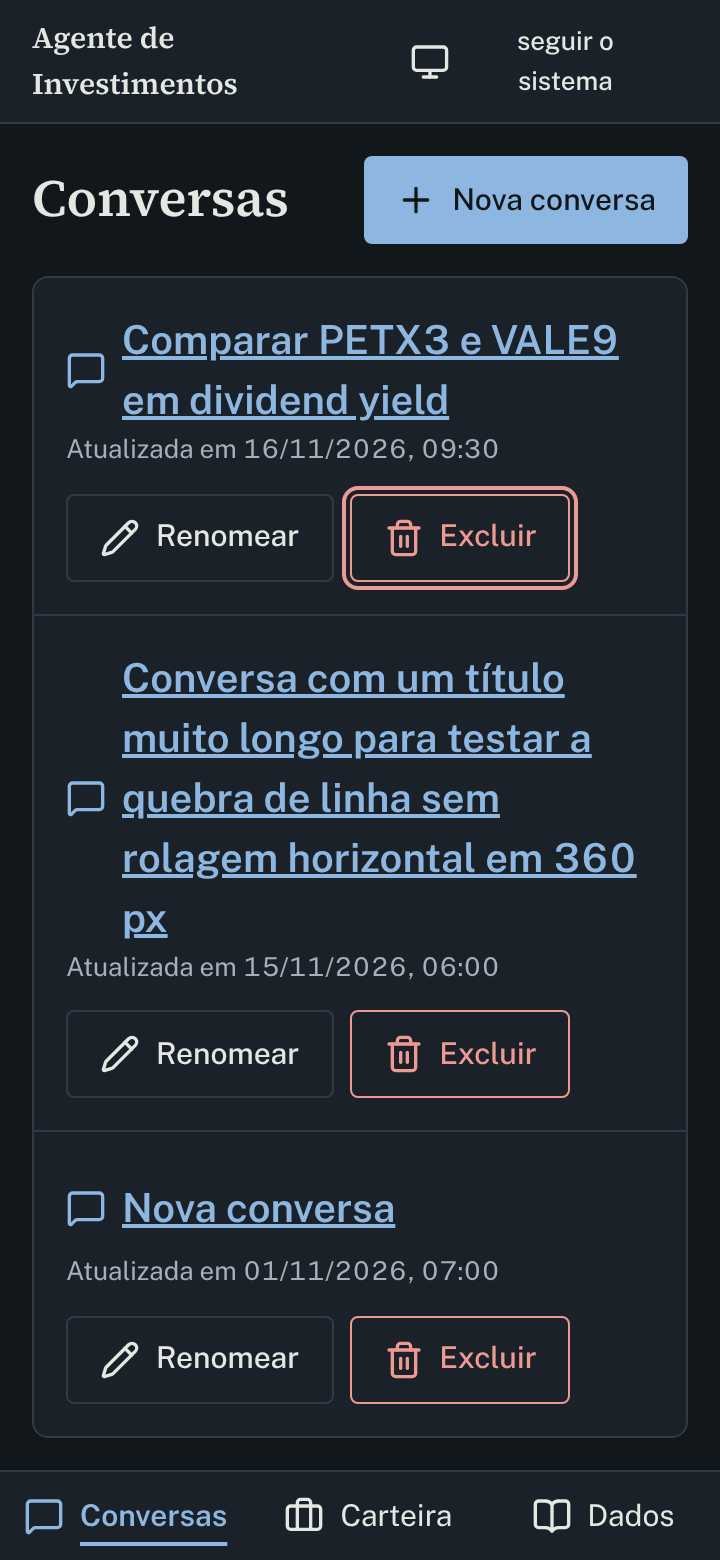 Agente de
Investimentos
seguir o
sistema
Conversas
Nova conversa
Comparar PETX3 e VALE9
em dividend yield
Atualizada em 16/11/2026, 09:30
Renomear
Excluir
Conversa com um título
muito longo para testar a
quebra de linha sem
rolagem horizontal em 360
px
Atualizada em 15/11/2026, 06:00
Renomear
Excluir
Nova conversa
Atualizada em 01/11/2026, 07:00
Renomear
Excluir
Conversas
Carteira
Dados